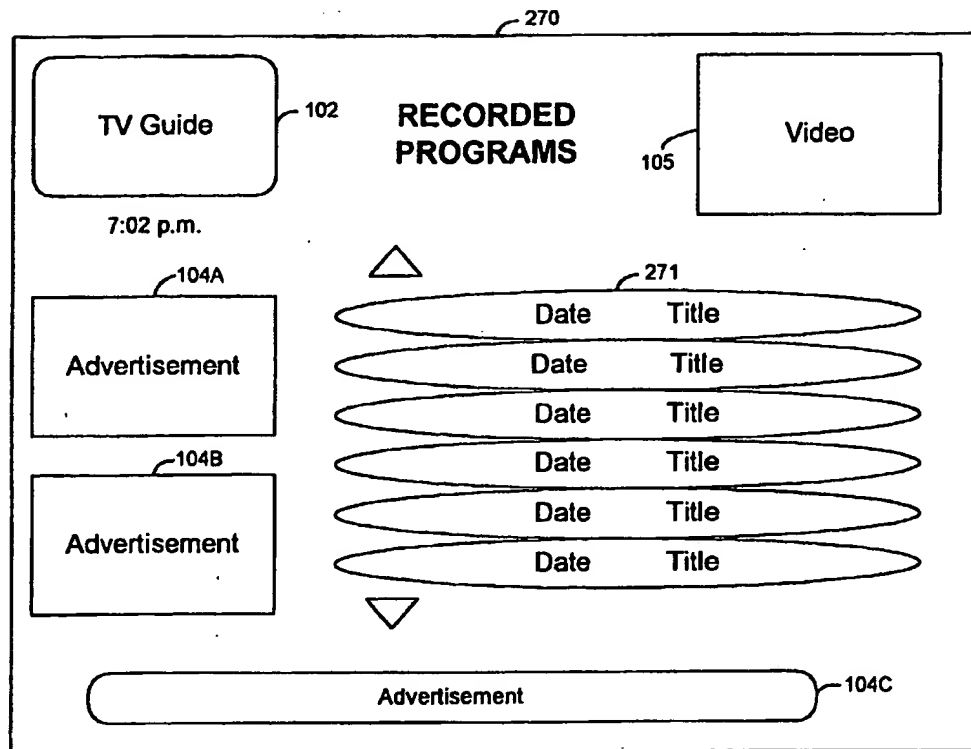 270
TV Guide
102
RECORDED
PROGRAMS
105
Video
7:02 p.m.
104A
Advertisement
271
Date Title
Date Title
Date Title
Date Title
Date Title
Date Title
104B
Advertisement
Advertisement
104C